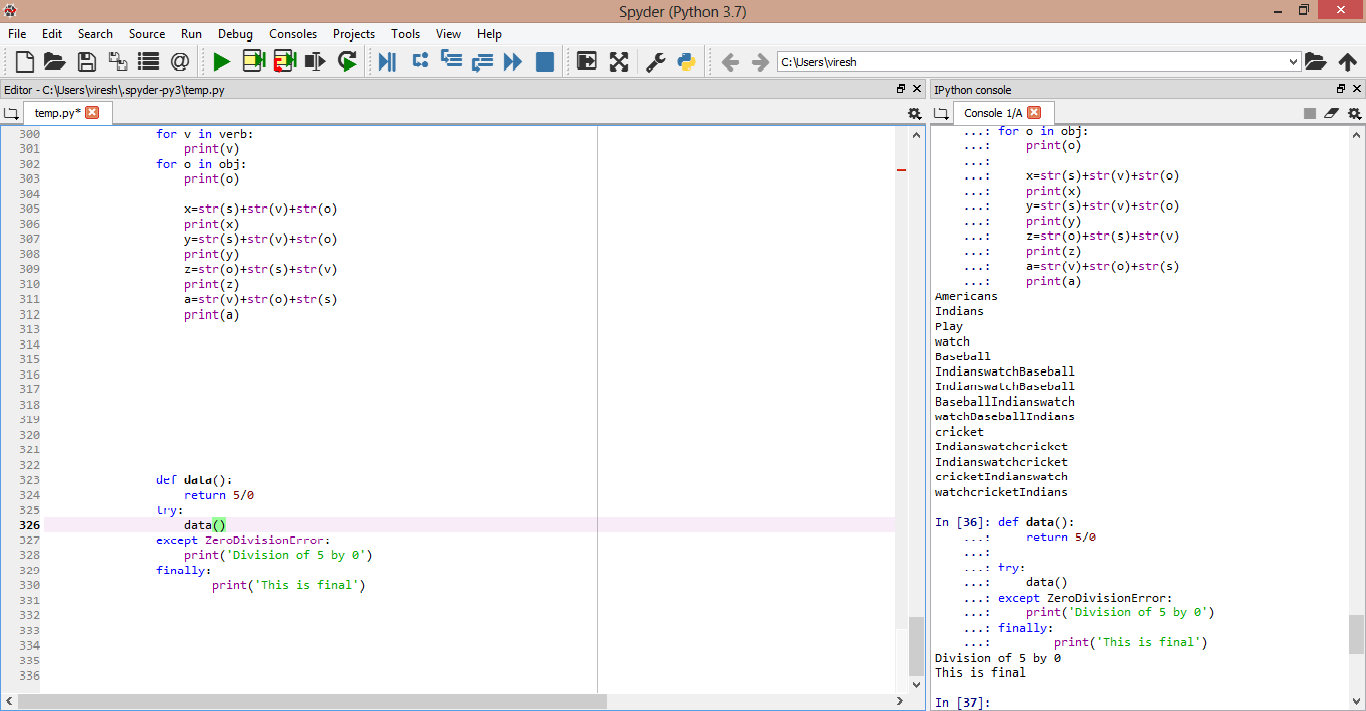 Spyder (Python 3.7)
File Edit Search Source Run Debug Consoles Projects Tools View Help
C:\Users\viresh
Editor - C:\Users\viresh\.spyder-py3\temp.py
temp.py*
300 for v in verb:
301 print(v)
302 for o in obj:
303 print(o)
304
305 x=str(s)+str(v)+str(o)
306 print(x)
307 y=str(s)+str(v)+str(o)
308 print(y)
309 z=str(o)+str(s)+str(v)
310 print(z)
311 a=str(v)+str(o)+str(s)
312 print(a)
313
314
315
316
317
318
319
320
321
322
323 def data():
324 return 5/0
325 try:
326 data()
327 except ZeroDivisionError:
328 print('Division of 5 by 0')
329 finally:
330 print('This is final')
331
332
333
334
335
336
IPython console
Console 1/A
...: for o in obj:
...: print(o)
...:
...: x=str(s)+str(v)+str(o)
...: print(x)
...: y=str(s)+str(v)+str(o)
...: print(y)
...: z=str(o)+str(s)+str(v)
...: print(z)
...: a=str(v)+str(o)+str(s)
...: print(a)
Americans
Indians
Play
watch
Baseball
IndianswatchBaseball
IndianswatchBaseball
BaseballIndianswatch
watchBaseballIndians
cricket
Indianswatchcricket
Indianswatchcricket
cricketIndianswatch
watchcricketIndians
In [36]: def data():
...: return 5/0
...:
...: try:
...: data()
...: except ZeroDivisionError:
...: print('Division of 5 by 0')
...: finally:
...: print('This is final')
Division of 5 by 0
This is final
In [37]: